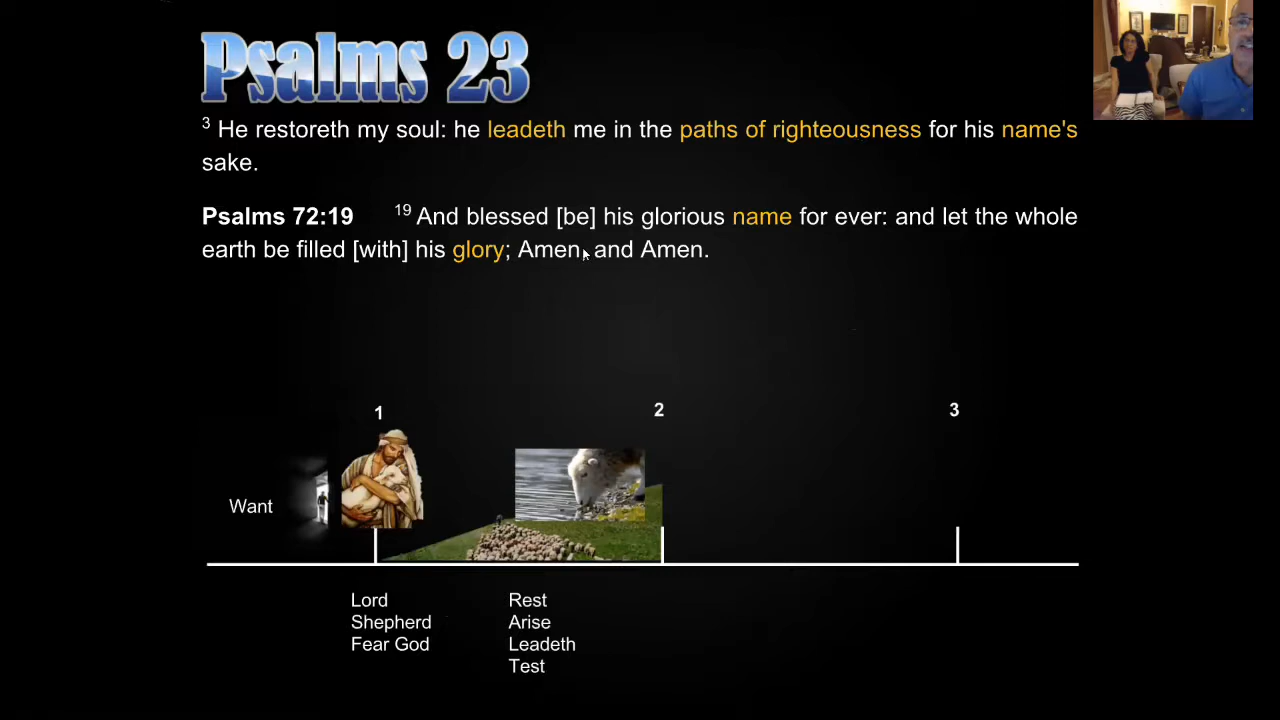 Psalms 23
3 He restoreth my soul: he leadeth me in the paths of righteousness for his name's
sake.
Psalms 72:19 19 And blessed [be] his glorious name for ever: and let the whole
earth be filled [with] his glory; Amen, and Amen.
1 2 3
Want
Lord Rest
Shepherd Arise
Fear God Leadeth
Test